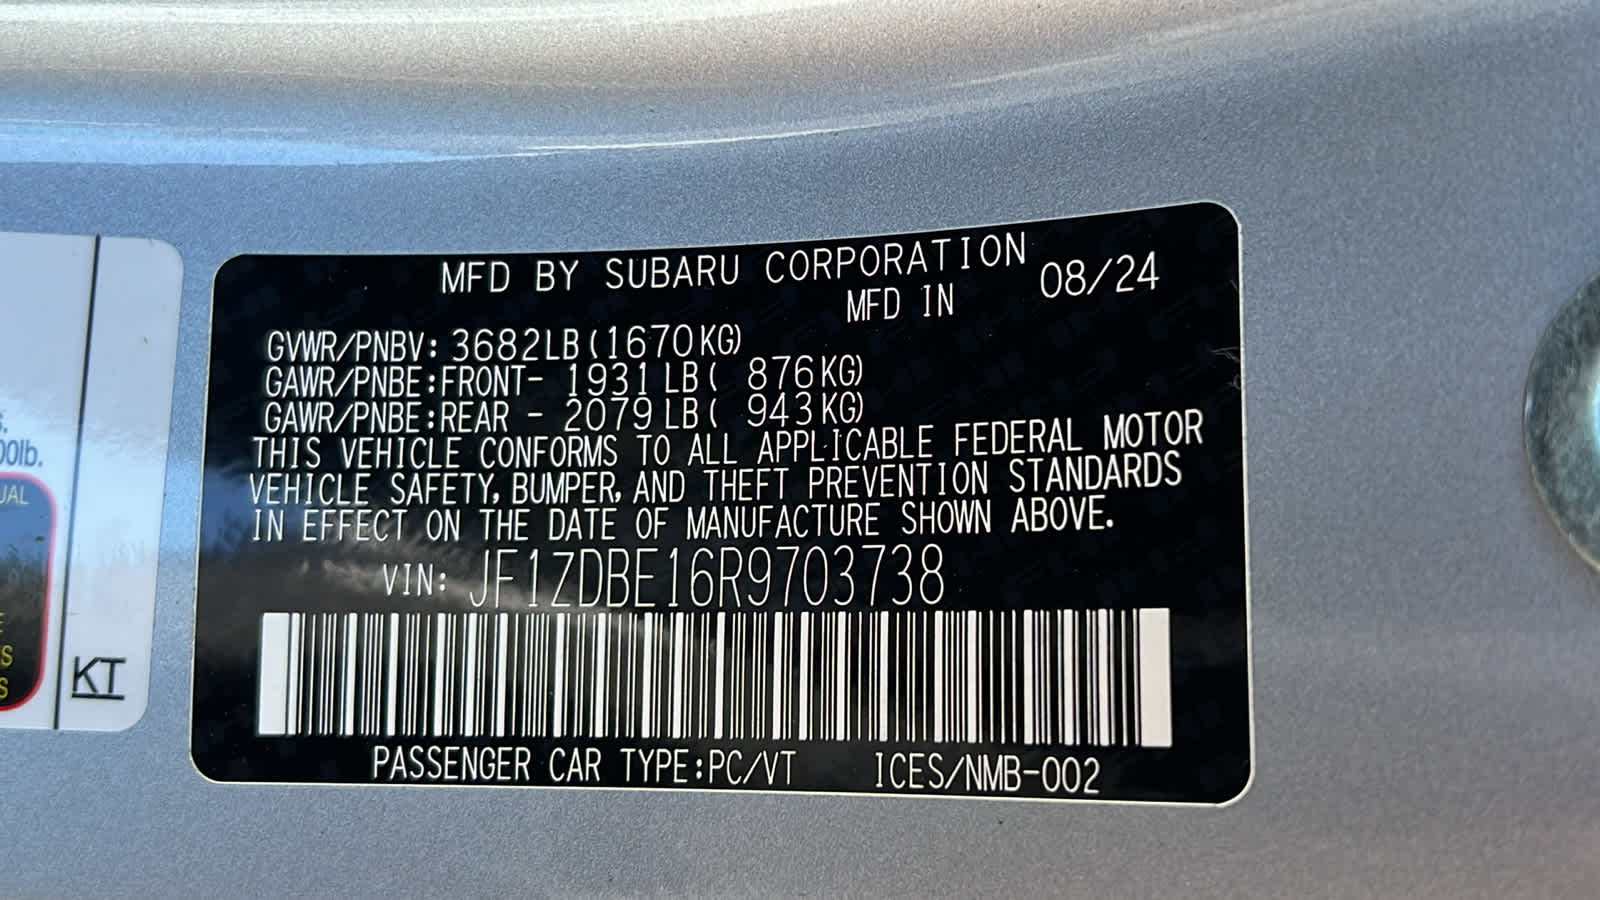 MFD BY SUBARU CORPORATION
MFD IN 08/24
GVWR/PNBV: 3682LB(1670KG)
GAWR/PNBE:FRONT- 1931LB( 876KG)
GAWR/PNBE:REAR - 2079LB( 943KG)
THIS VEHICLE CONFORMS TO ALL APPLICABLE FEDERAL MOTOR
VEHICLE SAFETY, BUMPER, AND THEFT PREVENTION STANDARDS
IN EFFECT ON THE DATE OF MANUFACTURE SHOWN ABOVE.
VIN: JF1ZDBE16R9703738
PASSENGER CAR TYPE:PC/VT ICES/NMB-002
KT